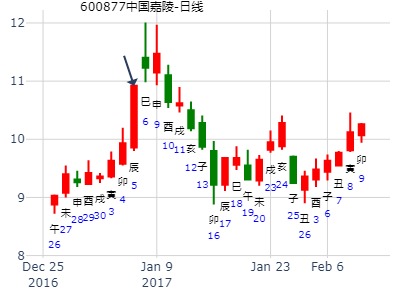 600877中国嘉陵-日线
12
11
10
9
8
午
26
未
27
申
28
酉
29
戌
30
寅
3
卯
4
辰
5
巳
6
申
9
酉
10
戌
11
亥
12
子
13
卯
16
辰
17
巳
18
午
19
未
20
戌
23
亥
24
子
25
丑
26
酉
3
子
6
丑
7
寅
8
卯
9
Dec 25
2016
Jan 9
2017
Jan 23
Feb 6